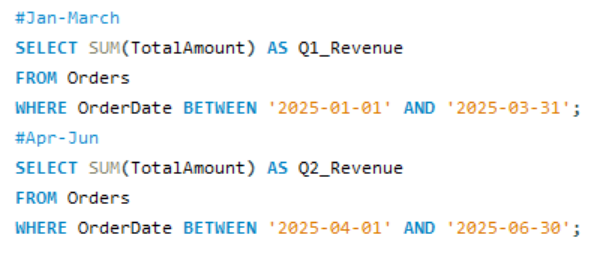 #Jan-March
SELECT SUM(TotalAmount) AS Q1_Revenue
FROM Orders
WHERE OrderDate BETWEEN '2025-01-01' AND '2025-03-31';
#Apr-Jun
SELECT SUM(TotalAmount) AS Q2_Revenue
FROM Orders
WHERE OrderDate BETWEEN '2025-04-01' AND '2025-06-30';